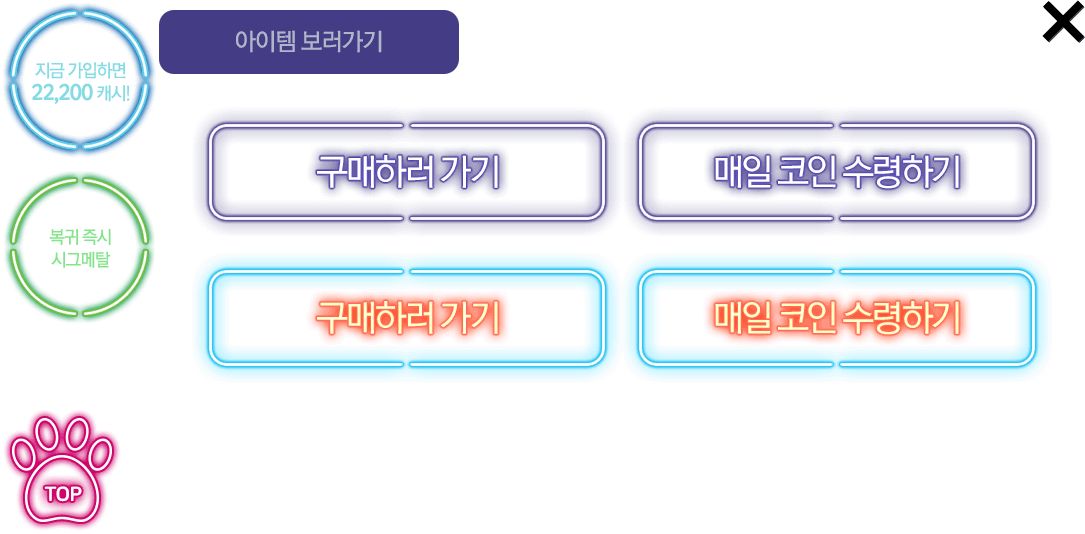 지금 가입하면
22,200 캐시!
아이템 보러가기
구매하러 가기
매일 코인 수령하기
복귀 즉시
시그메탈
구매하러 가기
매일 코인 수령하기
TOP